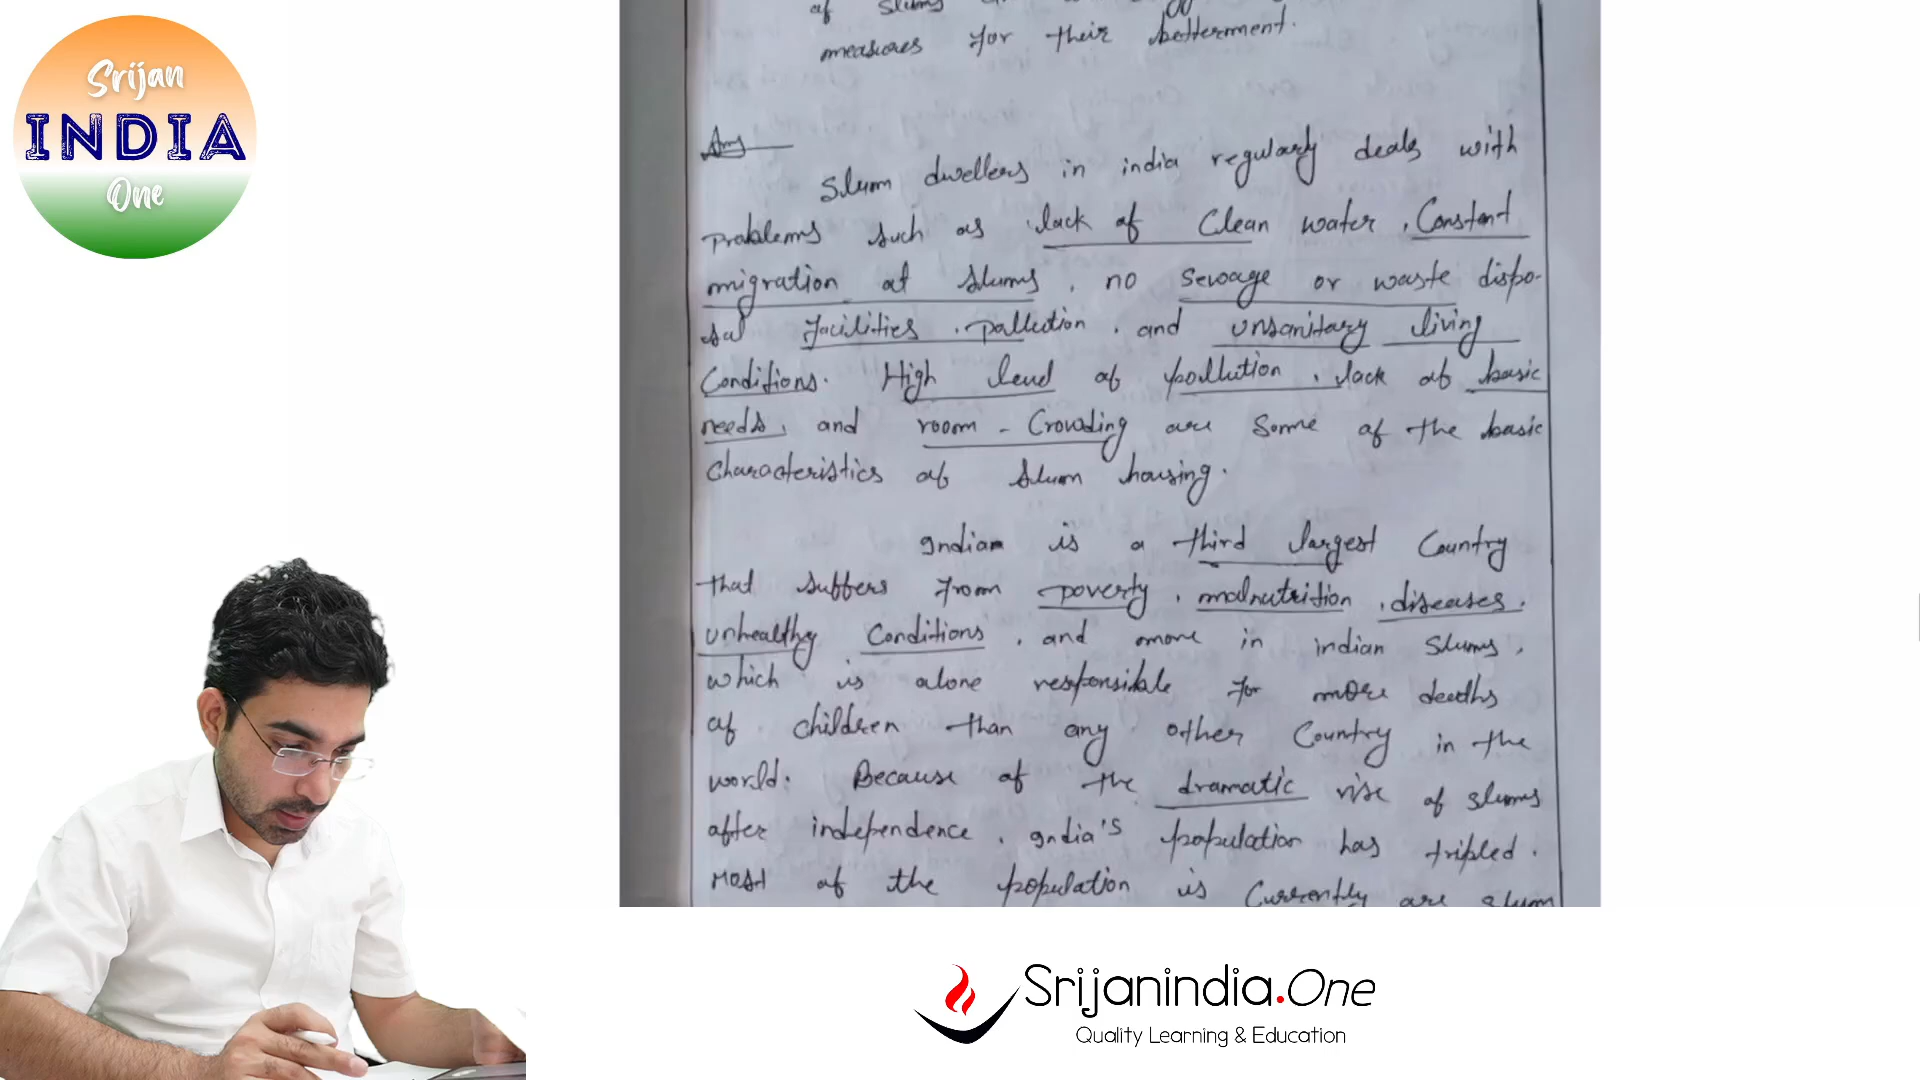 Srijan
INDIA
One
of slums
measures for their betterment.
Ans
Slum dwellers in india regulary deals with
problems such as lack of Clean water, Constant
migration at slums, no sewage or waste dispo-
sal facilities, pollution, and unsanitary living
Conditions. High level of pollution, lack of basic
needs, and room - Crowding are some of the basic
characteristics of slum housing.
Indian is a third largest Country
that suffers from poverty, malnutrition, diseases,
unhealthy Conditions, and more in indian slums,
which is alone responsible for more deaths
of children than any other Country in the
world. Because of the dramatic rise of slums
after independence, India's population has tripled.
Most of the population is Currently are slum
Srijanindia.One
Quality Learning & Education